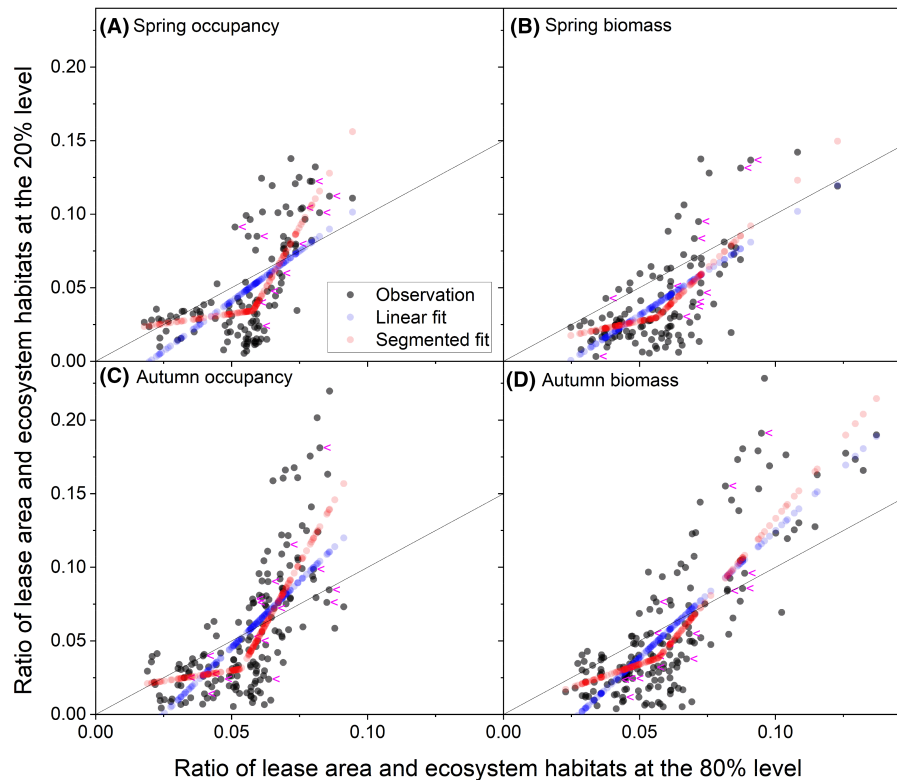 (A) Spring occupancy
(B) Spring biomass
0.20
0.15
0.10
0.05
0.00
Observation
Linear fit
Segmented fit
(C) Autumn occupancy
(D) Autumn biomass
0.20
0.15
0.10
0.05
0.00
0.00 0.05 0.10 0.00 0.05 0.10
Ratio of lease area and ecosystem habitats at the 20% level
Ratio of lease area and ecosystem habitats at the 80% level